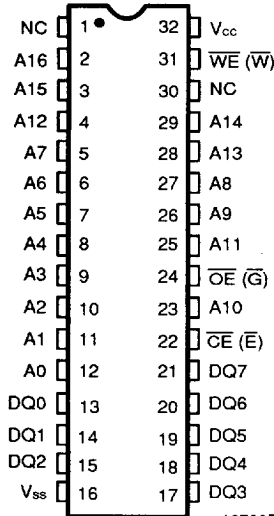 NC 1 32 Vcc
A16 2 31 W̅E̅ (W̅)
A15 3 30 NC
A12 4 29 A14
A7 5 28 A13
A6 6 27 A8
A5 7 26 A9
A4 8 25 A11
A3 9 24 O̅E̅ (G̅)
A2 10 23 A10
A1 11 22 C̅E̅ (E̅)
A0 12 21 DQ7
DQ0 13 20 DQ6
DQ1 14 19 DQ5
DQ2 15 18 DQ4
Vss 16 17 DQ3